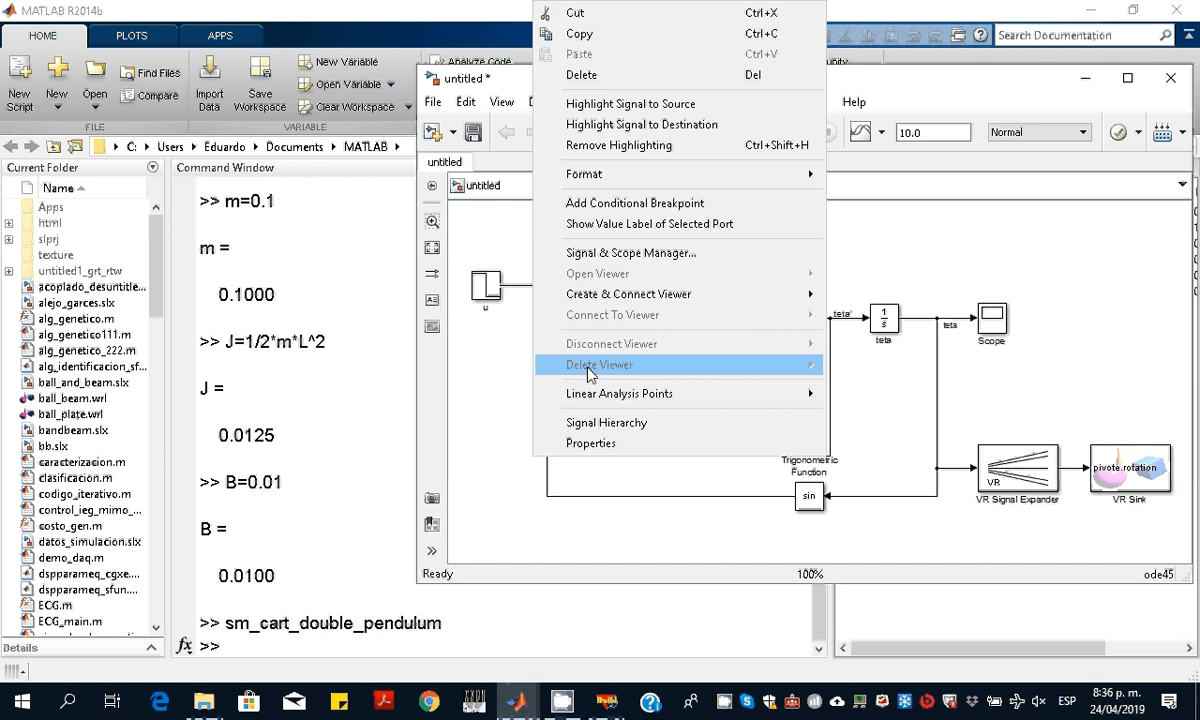 MATLAB R2014b
HOME
PLOTS
APPS
Search Documentation
New Script
New
Open
Find Files
Compare
Import Data
Save Workspace
New Variable
Open Variable
Clear Workspace
Analyze Code
FILE
VARIABLE
C:
Users
Eduardo
Documents
MATLAB
Current Folder
Name
Apps
html
slprj
texture
untitled1_grt_rtw
acoplado_desuntitle...
alejo_garces.slx
alg_genetico.m
alg_genetico111.m
alg_genetico_222.m
alg_identificacion_sf...
ball_and_beam.slx
ball_beam.wrl
ball_plate.wrl
bandbeam.slx
bb.slx
caracterizacion.m
clasificacion.m
codigo_iterativo.m
control_ieg_mimo_...
costo_gen.m
datos_simulacion.slx
demo_daq.m
dspparameq_cgxe....
dspparameq_sfun....
ECG.m
ECG_main.m
Details
Command Window
>> m=0.1
m =
0.1000
>> J=1/2*m*L^2
J =
0.0125
>> B=0.01
B =
0.0100
>> sm_cart_double_pendulum
fx >>
untitled *
File
Edit
View
Help
10.0
Normal
untitled
untitled
u
teta'
1
s
teta
teta
Scope
Trigonometric
Function
sin
VR
VR Signal Expander
pivote.rotation
VR Sink
Ready
100%
ode45
Cut Ctrl+X
Copy Ctrl+C
Paste Ctrl+V
Delete Del
Highlight Signal to Source
Highlight Signal to Destination
Remove Highlighting Ctrl+Shift+H
Format
Add Conditional Breakpoint
Show Value Label of Selected Port
Signal & Scope Manager...
Open Viewer
Create & Connect Viewer
Connect To Viewer
Disconnect Viewer
Delete Viewer
Linear Analysis Points
Signal Hierarchy
Properties
ESP
8:36 p. m.
24/04/2019